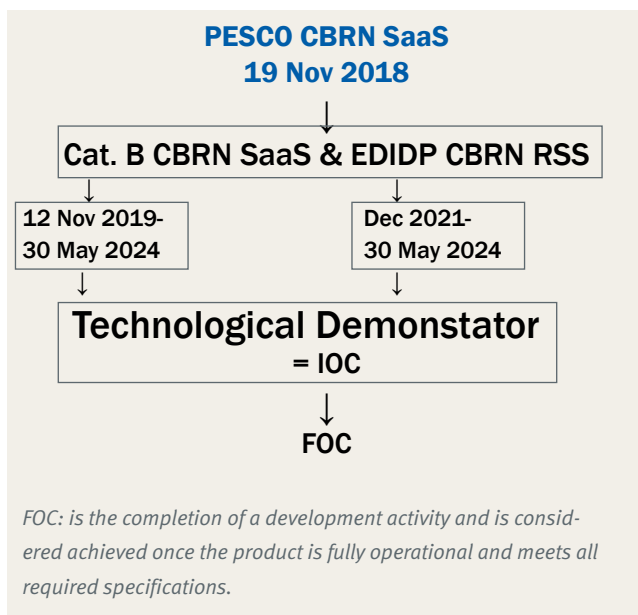 PESCO CBRN SaaS
19 Nov 2018
Cat. B CBRN SaaS & EDIDP CBRN RSS
12 Nov 2019-
30 May 2024
Dec 2021-
30 May 2024
Technological Demonstator
= IOC
FOC
FOC: is the completion of a development activity and is consid-
ered achieved once the product is fully operational and meets all
required specifications.